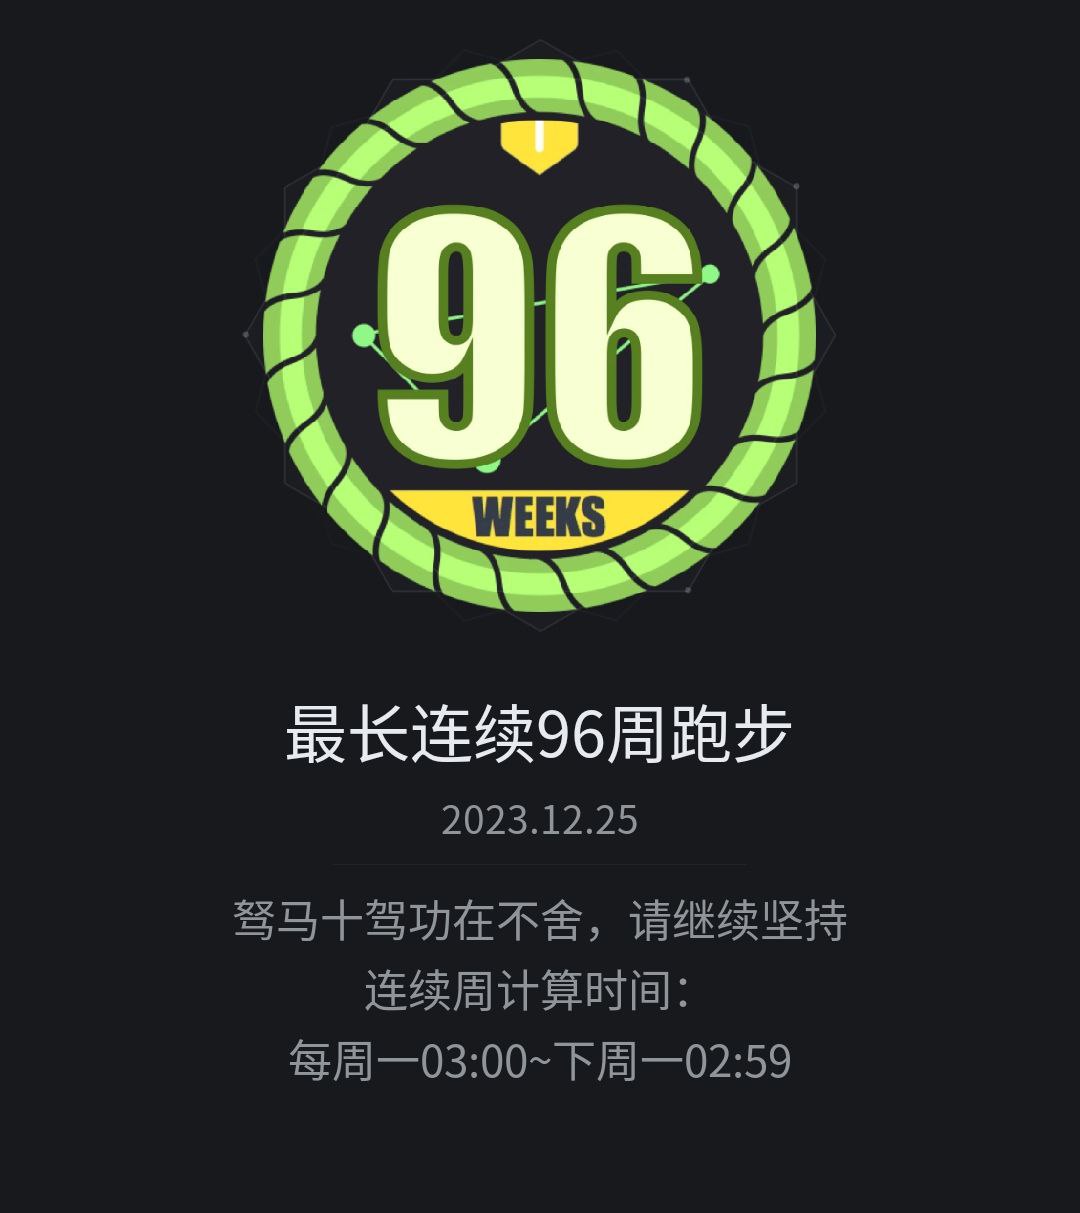 96
WEEKS
最长连续96周跑步
2023.12.25
驽马十驾功在不舍，请继续坚持
连续周计算时间：
每周一03:00~下周一02:59